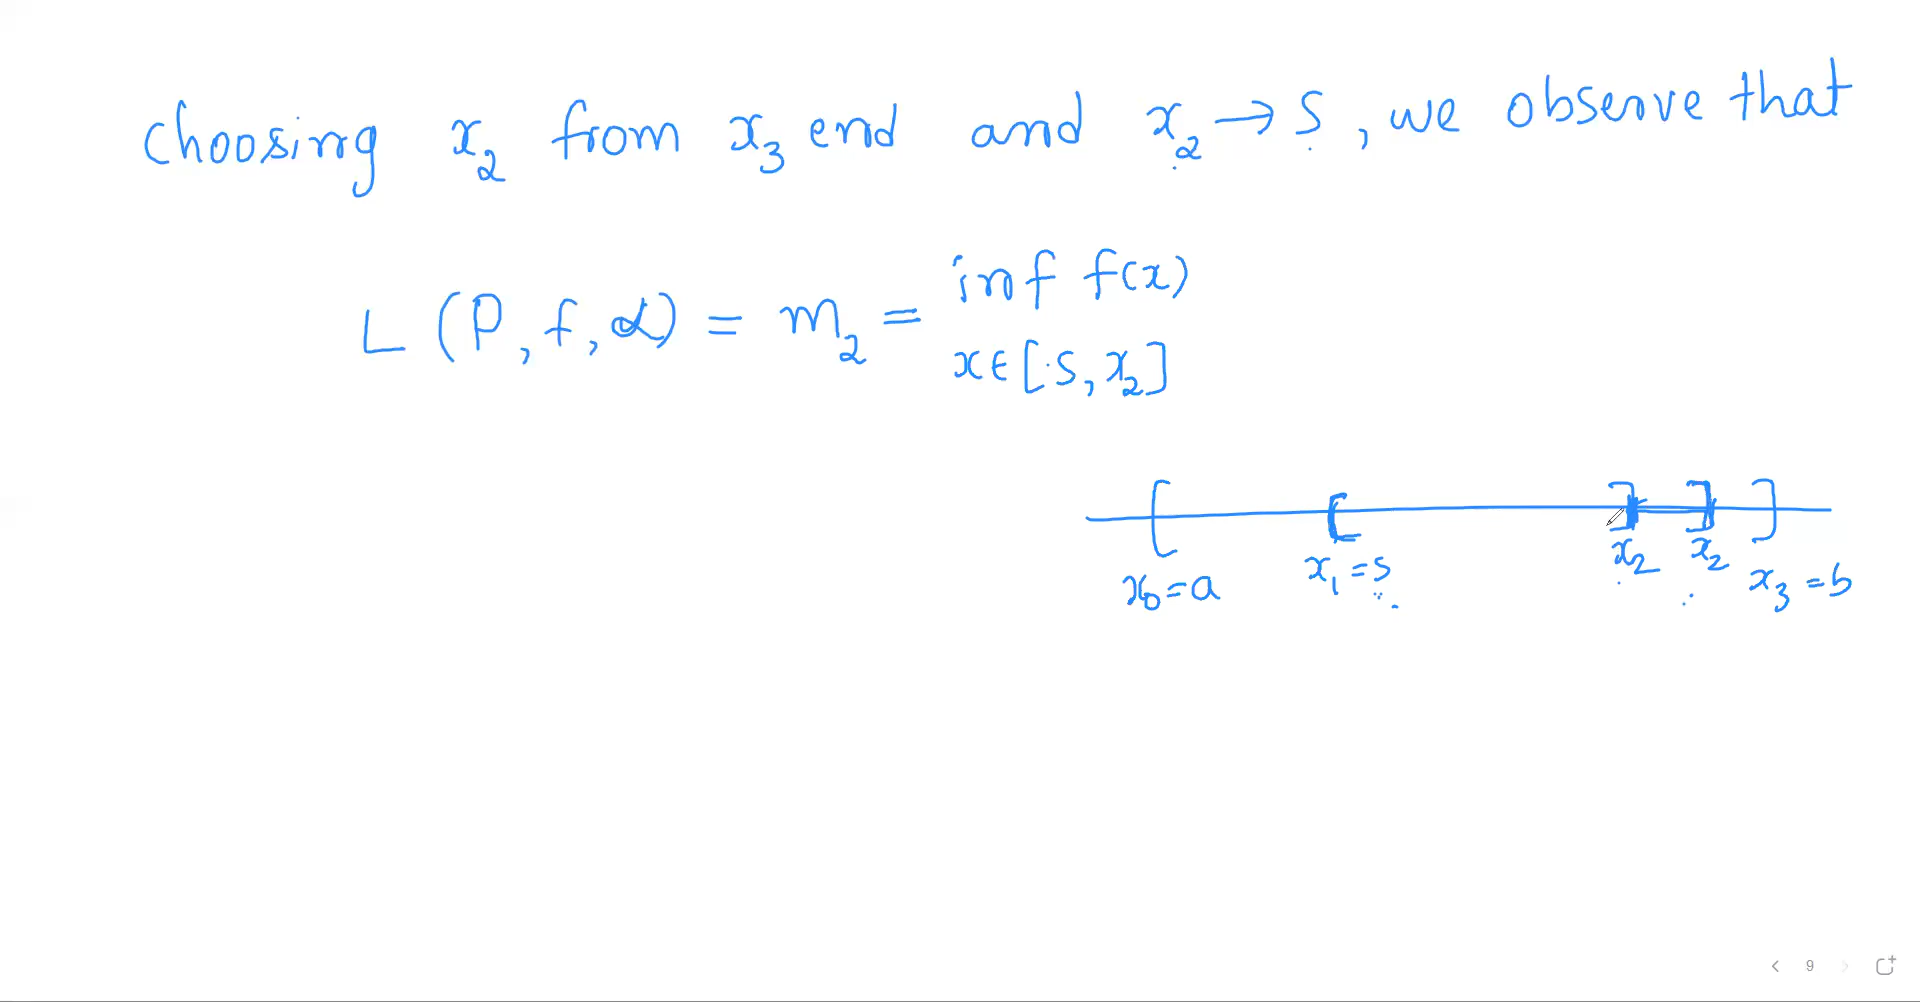 choosing x₂ from x₃ end and x₂ → s, we observe that
L (P, f, α) = m₂ = inf f(x)
x ∈ [s, x₂]
x₀ = a x₁ = s x₂ x₂ x₃ = b
9